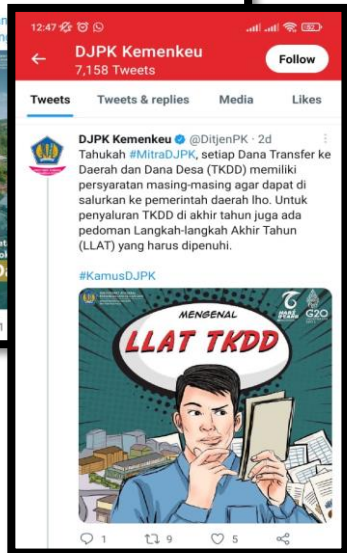 12:47
DJPK Kemenkeu
7,158 Tweets
Follow
Tweets Tweets & replies Media Likes
DJPK Kemenkeu @DitjenPK · 2d
Tahukah #MitraDJPK, setiap Dana Transfer ke
Daerah dan Dana Desa (TKDD) memiliki
persyaratan masing-masing agar dapat di
salurkan ke pemerintah daerah lho. Untuk
penyaluran TKDD di akhir tahun juga ada
pedoman Langkah-langkah Akhir Tahun
(LLAT) yang harus dipenuhi.
#KamusDJPK
G20
MENGENAL
LLAT TKDD
1 9 5